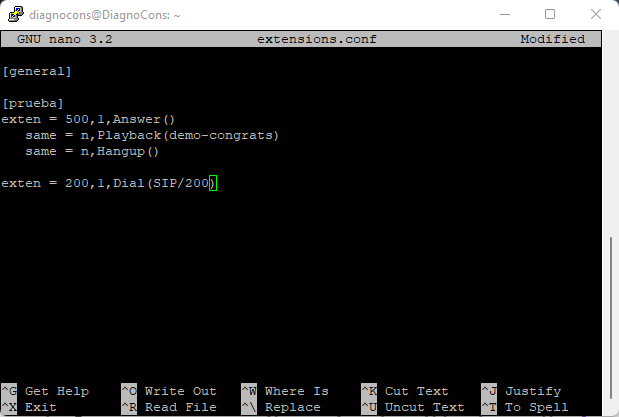 diagnocons@DiagnoCons: ~
GNU nano 3.2 extensions.conf Modified
[general]
[prueba]
exten = 500,1,Answer()
same = n,Playback(demo-congrats)
same = n,Hangup()
exten = 200,1,Dial(SIP/200)
^G Get Help ^O Write Out ^W Where Is ^K Cut Text ^J Justify
^X Exit ^R Read File ^\ Replace ^U Uncut Text ^T To Spell